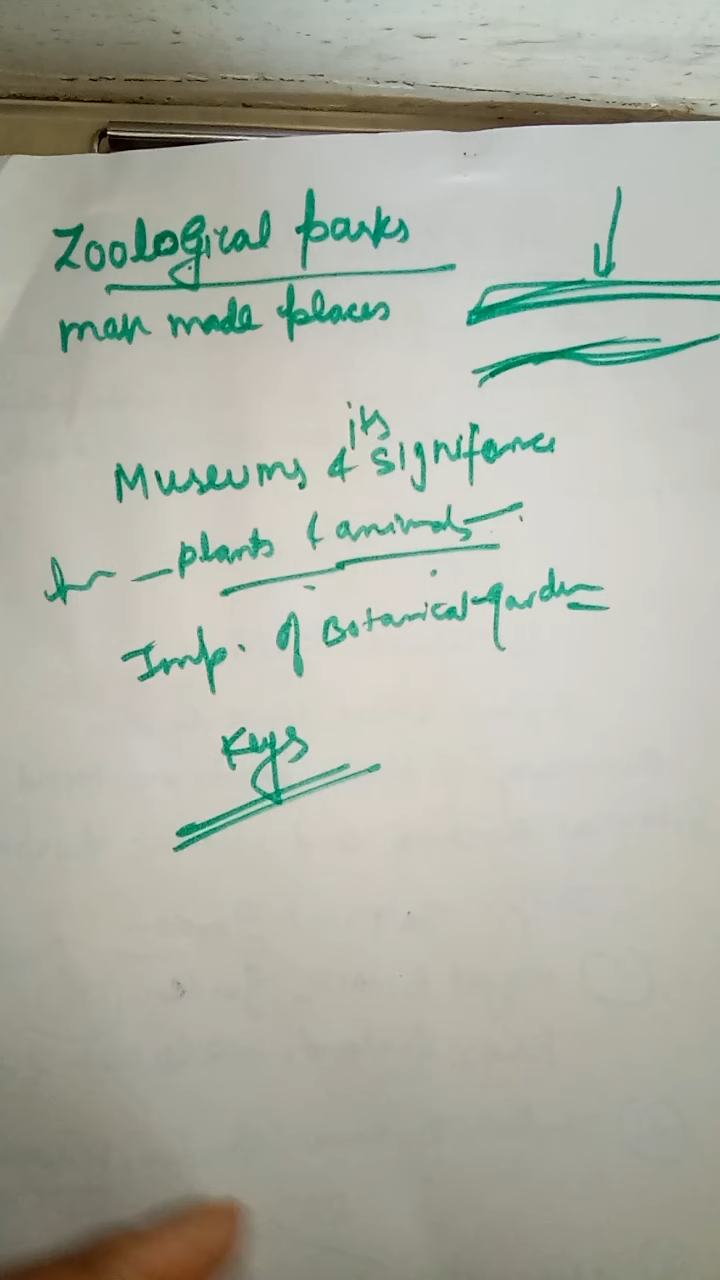 Zoological parks
man made places
Museums & its Significance
plants & animals
Imp. of Botanical garden
Keys